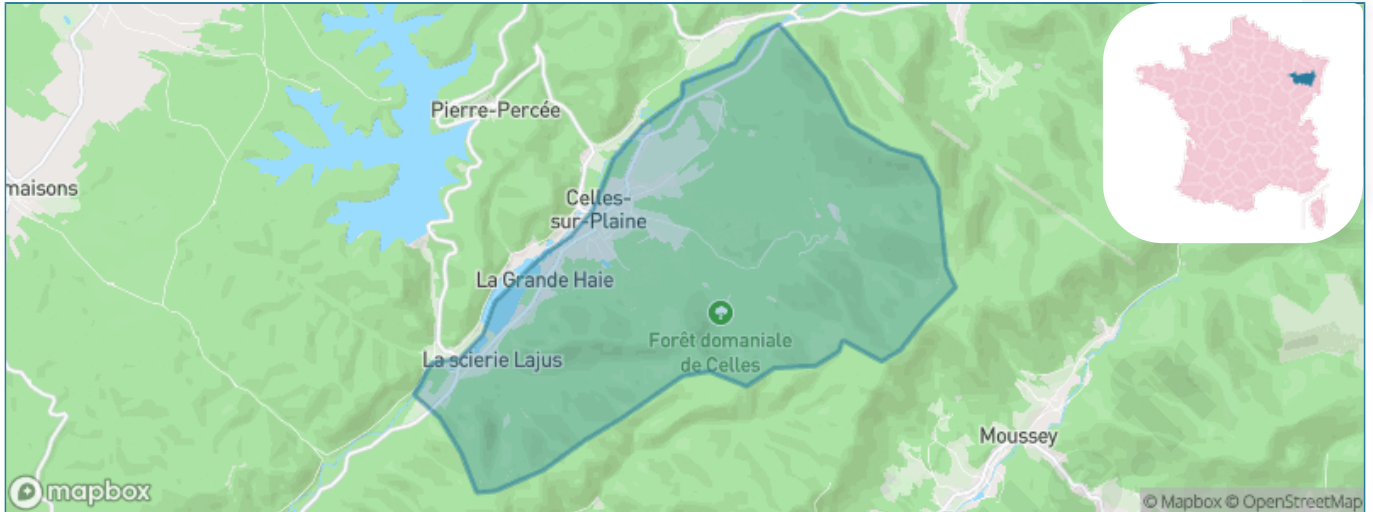 Pierre-Percée
maisons
Celles-
sur-Plaine
La Grande Haie
Forêt domaniale
de Celles
La scierie Lajus
Moussey
mapbox
© Mapbox © OpenStreetMap